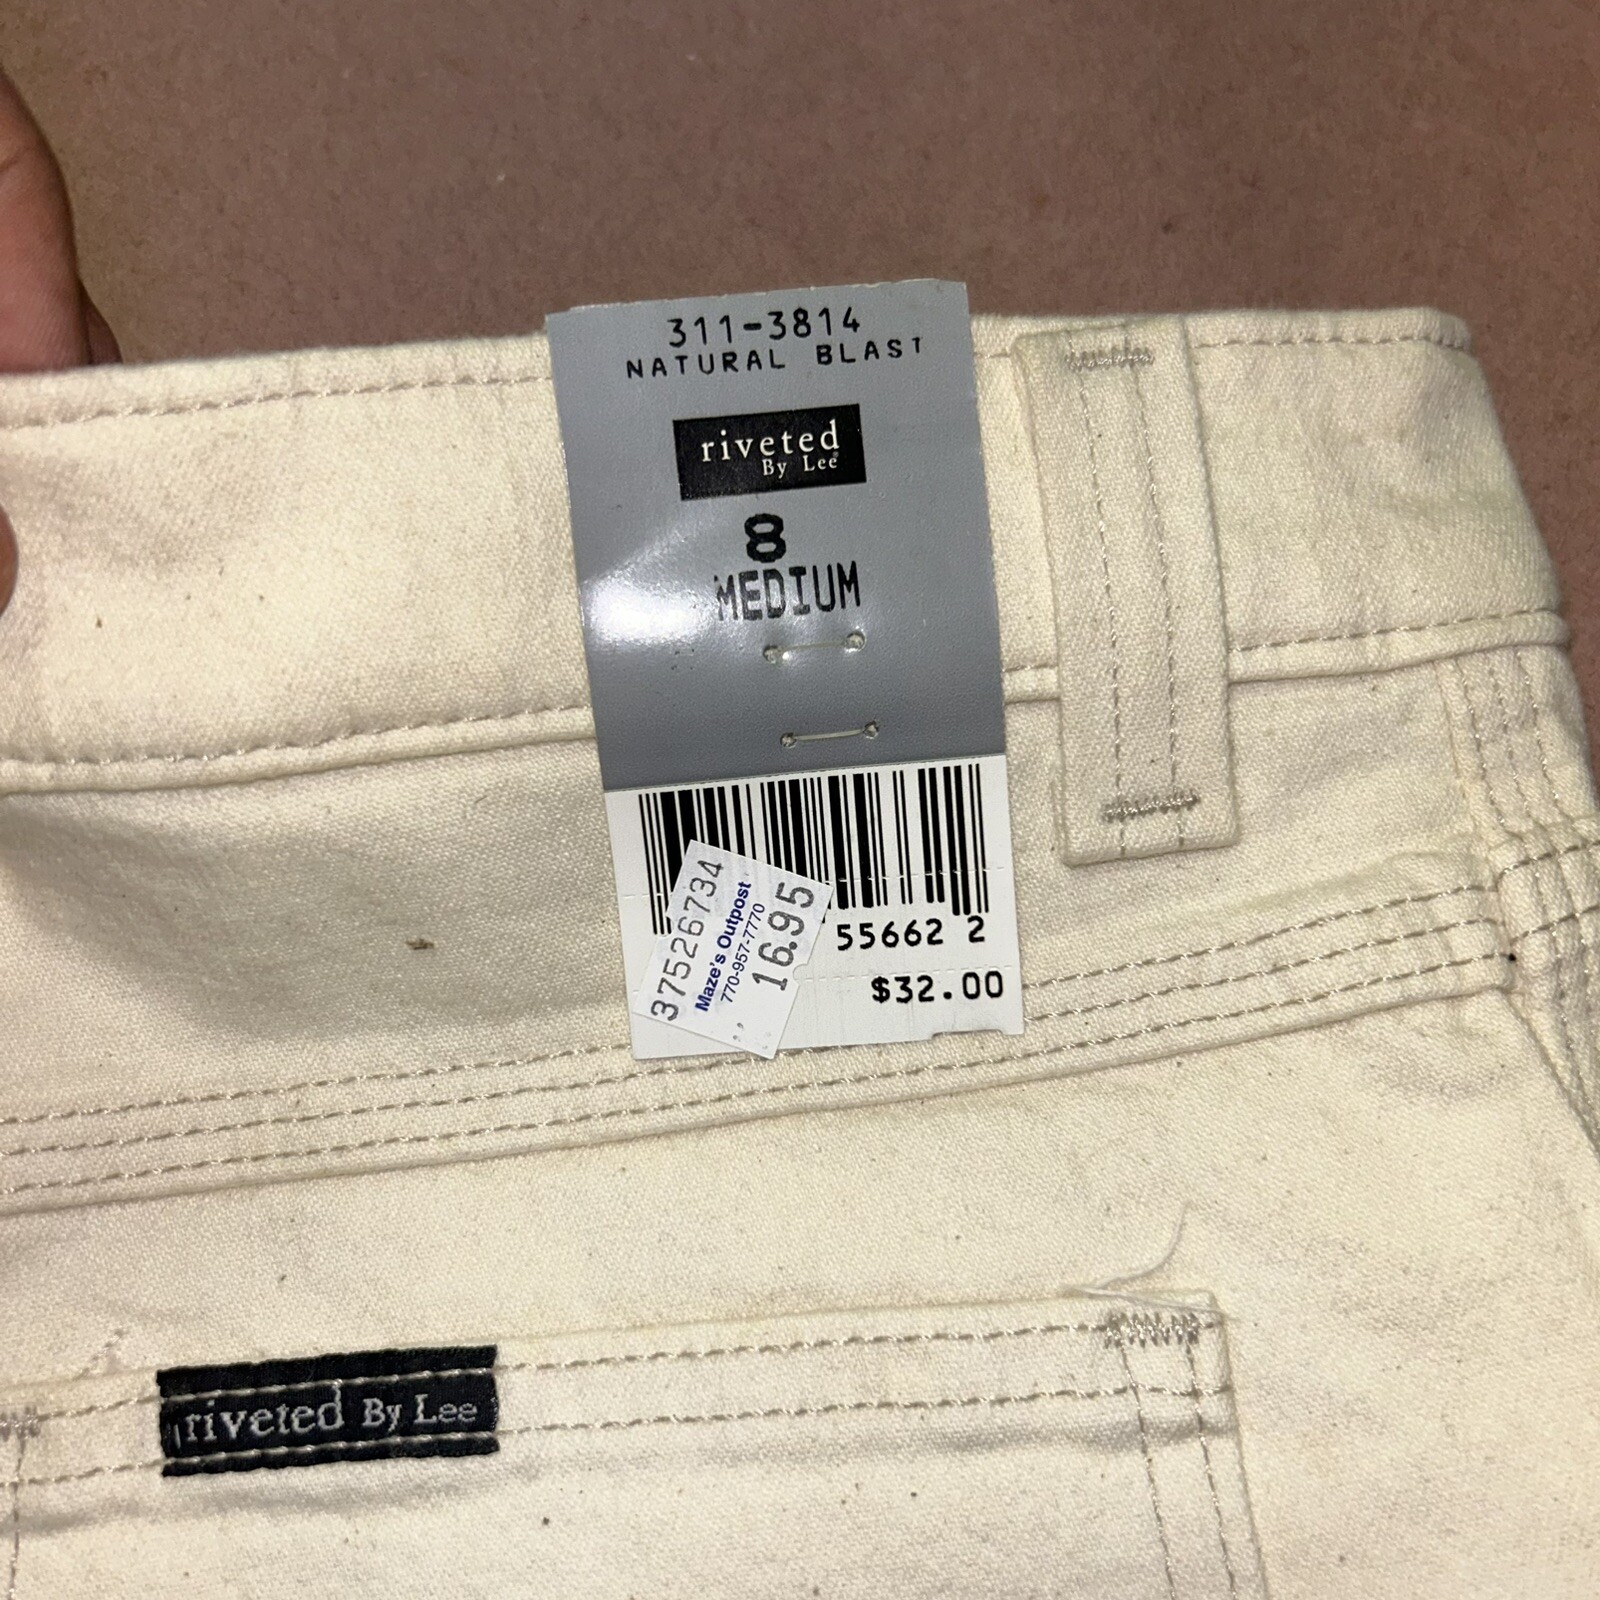 311-3814
NATURAL BLAST
riveted
By Lee®
8
MEDIUM
55662 2
$32.00
37526734
Maze's Outpost
770-957-7770
16.95
riveted By Lee